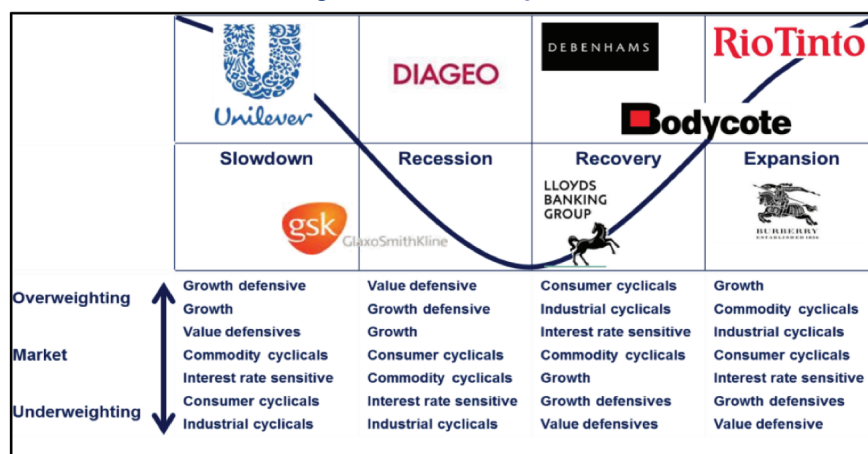 Unilever
DIAGEO
DEBENHAMS
RioTinto
Bodycote
Slowdown
Recession
Recovery
Expansion
gsk
GlaxoSmithKline
LLOYDS
BANKING
GROUP
BURBERRY
ESTABLISHED 1856
Overweighting
Market
Underweighting
Growth defensive
Growth
Value defensives
Commodity cyclicals
Interest rate sensitive
Consumer cyclicals
Industrial cyclicals
Value defensive
Growth defensive
Growth
Consumer cyclicals
Commodity cyclicals
Interest rate sensitive
Industrial cyclicals
Consumer cyclicals
Industrial cyclicals
Interest rate sensitive
Commodity cyclicals
Growth
Growth defensives
Value defensives
Growth
Commodity cyclicals
Industrial cyclicals
Consumer cyclicals
Interest rate sensitive
Growth defensives
Value defensive